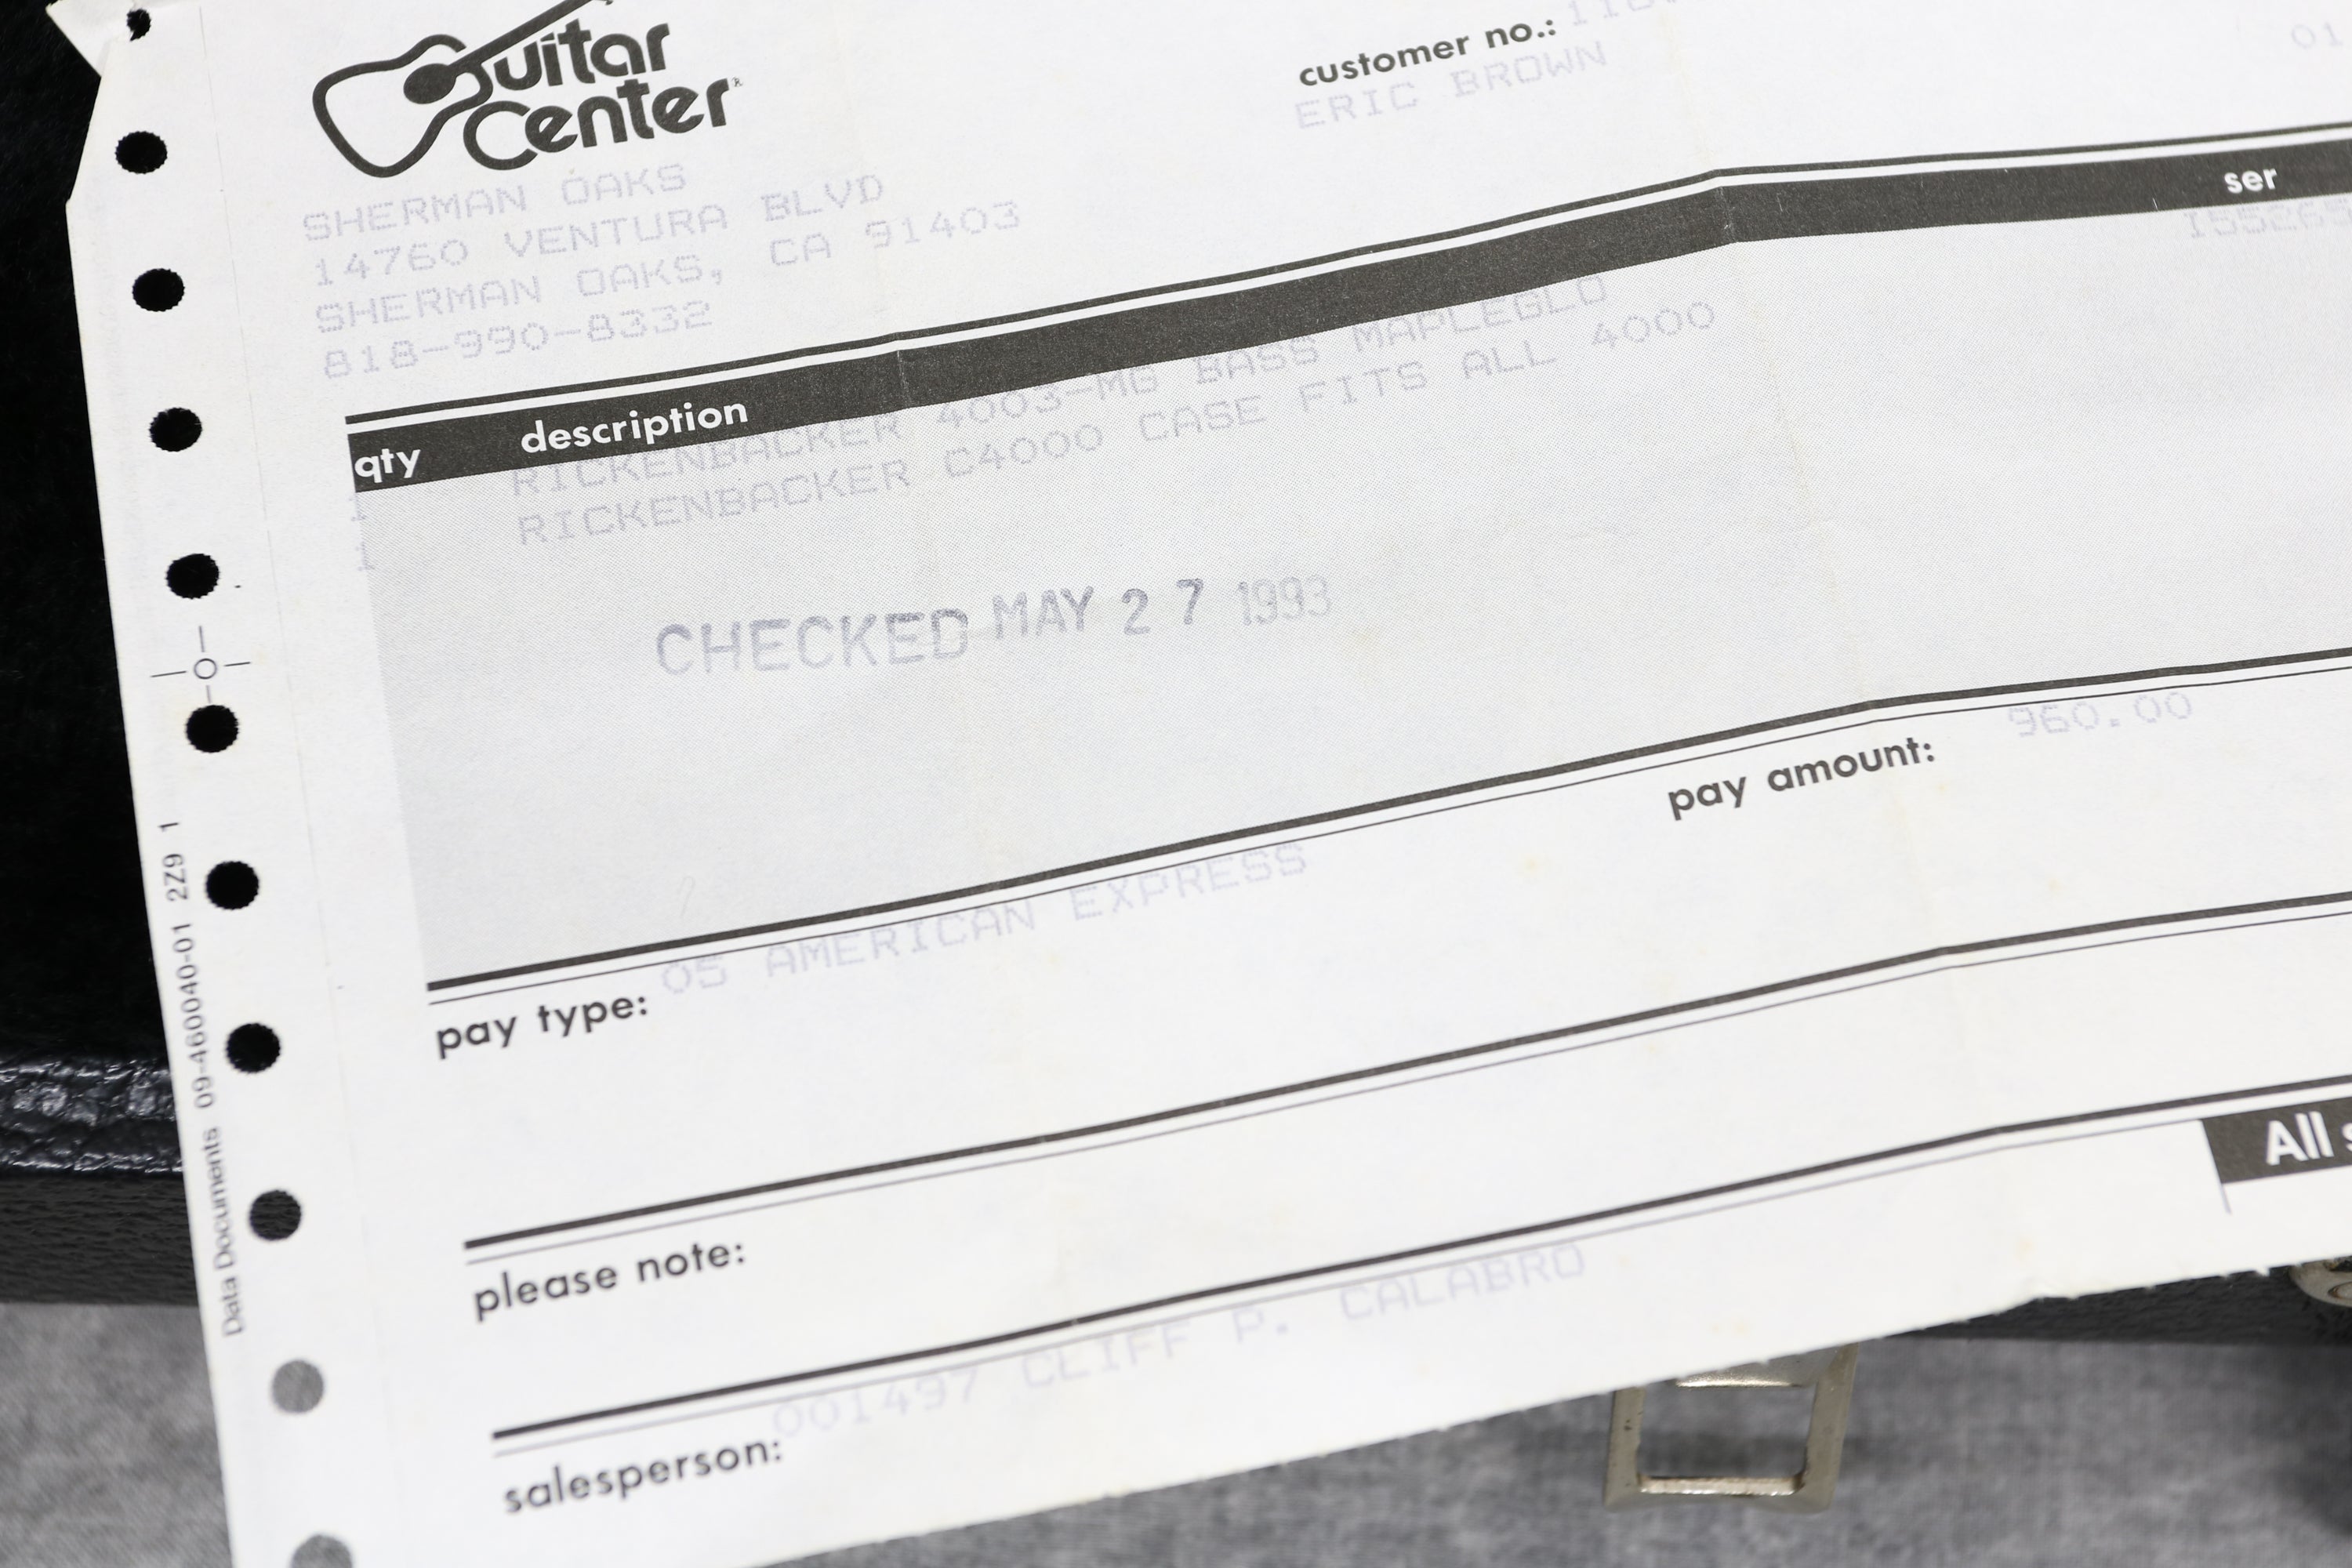 Guitar
Center®
SHERMAN OAKS
14760 VENTURA BLVD
SHERMAN OAKS, CA 91403
818-990-8332
customer no.:
ERIC BROWN
01
qty description ser
1 RICKENBACKER 4003-MG BASS MAPLEGLO
1 RICKENBACKER C4000 CASE FITS ALL 4000
CHECKED MAY 27 1993
pay type: 05 AMERICAN EXPRESS
pay amount: 960.00
please note:
All
salesperson: 001497 CLIFF P. CALABRO
Data Documents 09-460040-01 2Z9 1